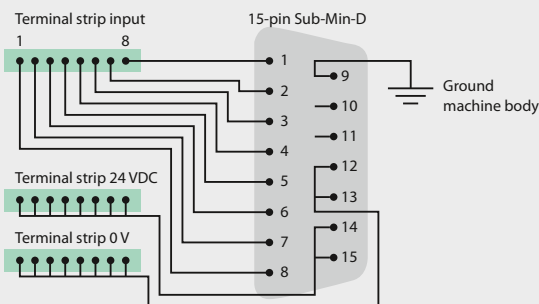 Terminal strip input
15-pin Sub-Min-D
1
8
1
2
3
4
5
6
7
8
9
10
11
12
13
14
15
Ground
machine body
Terminal strip 24 VDC
Terminal strip 0 V